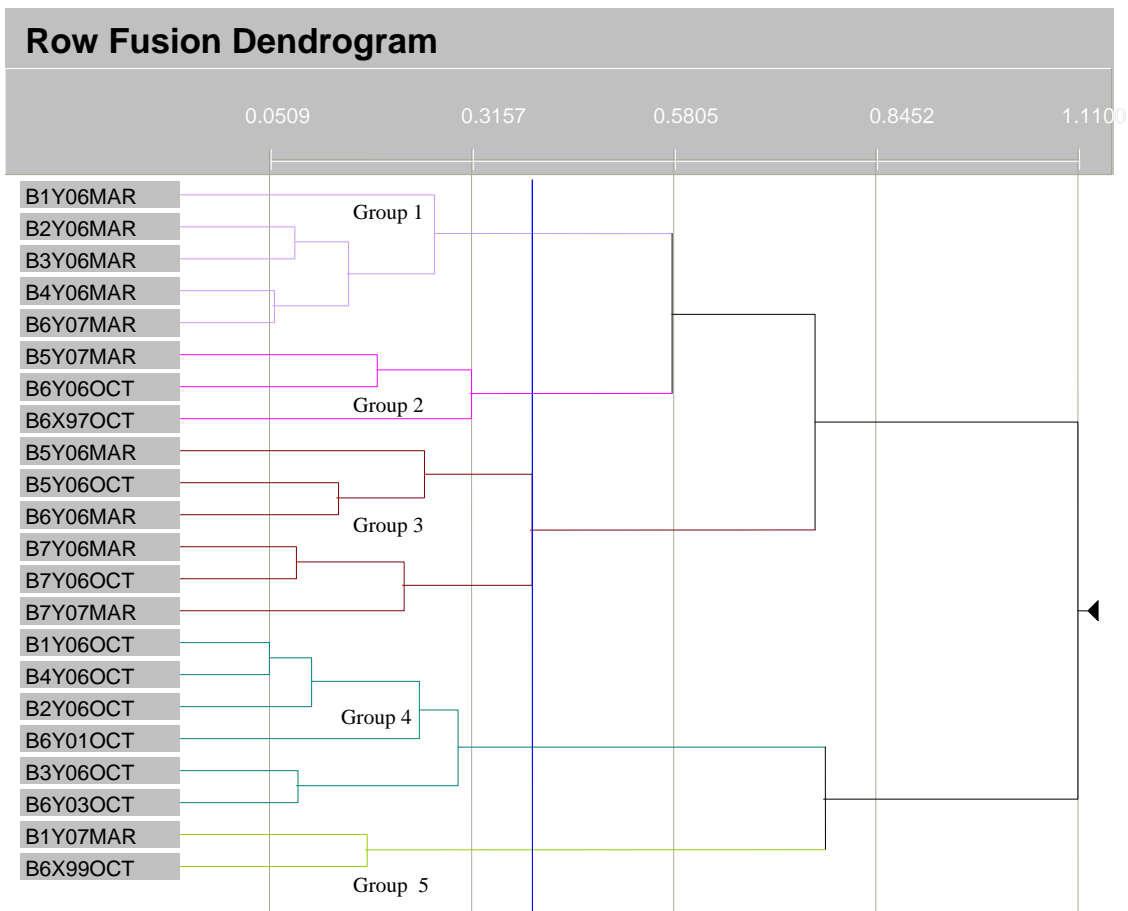 Row Fusion Dendrogram
0.0509 0.3157 0.5805 0.8452 1.1100
B1Y06MAR
Group 1
B2Y06MAR
B3Y06MAR
B4Y06MAR
B6Y07MAR
B5Y07MAR
B6Y06OCT
Group 2
B6X97OCT
B5Y06MAR
B5Y06OCT
B6Y06MAR
Group 3
B7Y06MAR
B7Y06OCT
B7Y07MAR
B1Y06OCT
B4Y06OCT
B2Y06OCT
Group 4
B6Y01OCT
B3Y06OCT
B6Y03OCT
B1Y07MAR
B6X99OCT
Group 5